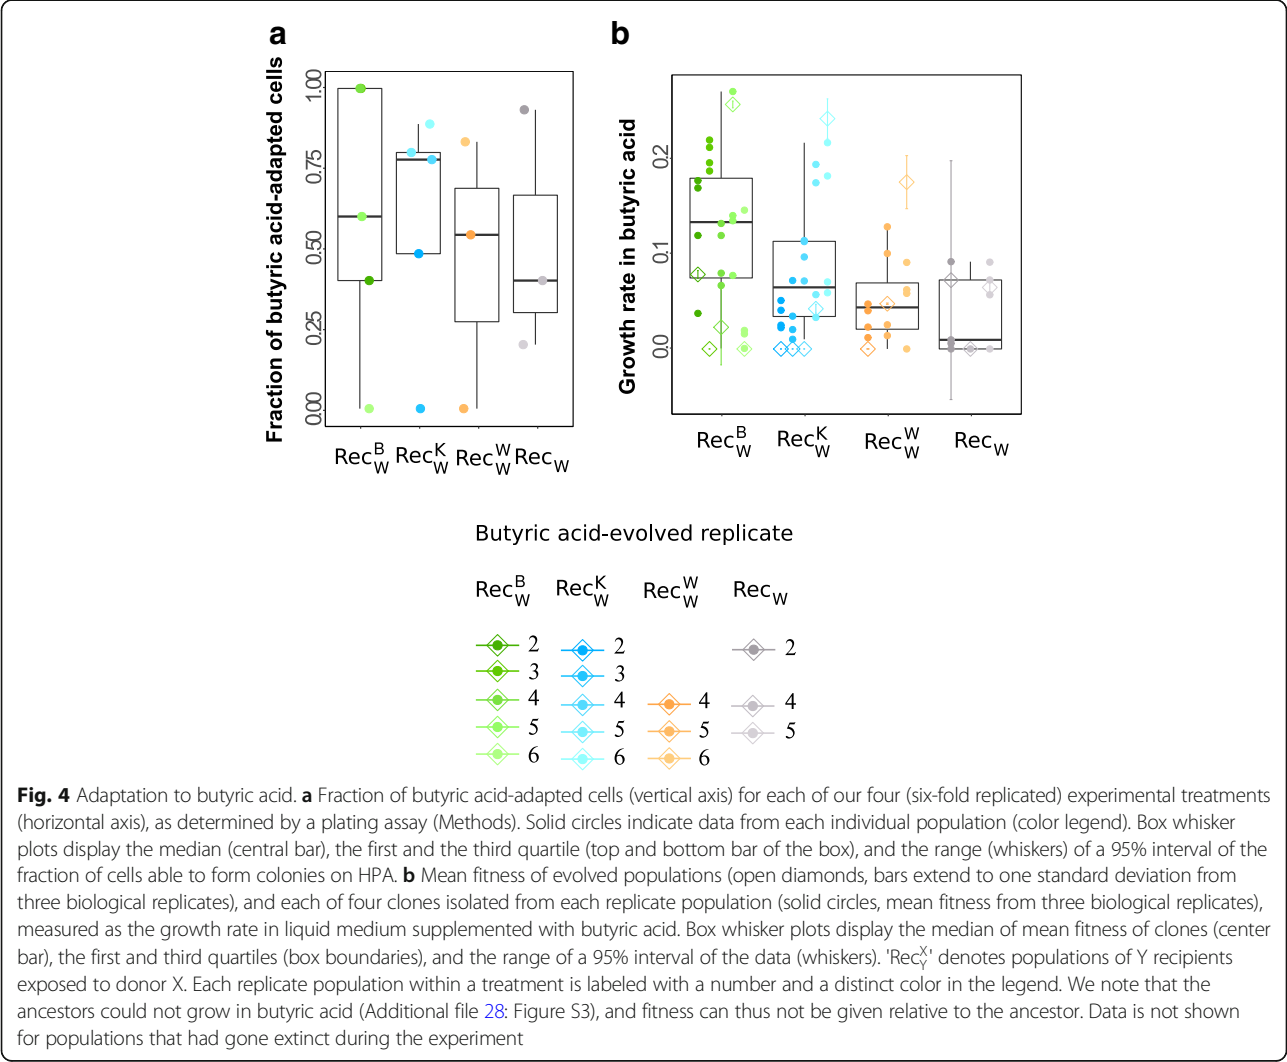 a
b
Fraction of butyric acid-adapted cells
1.00
0.75
0.50
0.25
0.00
Rec B W
Rec K W
Rec W W
Rec W
Growth rate in butyric acid
0.2
0.1
0.0
Rec B W
Rec K W
Rec W W
Rec W
Butyric acid-evolved replicate
Rec B W
Rec K W
Rec W W
Rec W
2 2 2
3 3
4 4 4 4
5 5 5 5
6 6 6
Fig. 4 Adaptation to butyric acid. a Fraction of butyric acid-adapted cells (vertical axis) for each of our four (six-fold replicated) experimental treatments
(horizontal axis), as determined by a plating assay (Methods). Solid circles indicate data from each individual population (color legend). Box whisker
plots display the median (central bar), the first and the third quartile (top and bottom bar of the box), and the range (whiskers) of a 95% interval of the
fraction of cells able to form colonies on HPA. b Mean fitness of evolved populations (open diamonds, bars extend to one standard deviation from
three biological replicates), and each of four clones isolated from each replicate population (solid circles, mean fitness from three biological replicates),
measured as the growth rate in liquid medium supplemented with butyric acid. Box whisker plots display the median of mean fitness of clones (center
bar), the first and third quartiles (box boundaries), and the range of a 95% interval of the data (whiskers). 'Rec X Y' denotes populations of Y recipients
exposed to donor X. Each replicate population within a treatment is labeled with a number and a distinct color in the legend. We note that the
ancestors could not grow in butyric acid (Additional file 28: Figure S3), and fitness can thus not be given relative to the ancestor. Data is not shown
for populations that had gone extinct during the experiment